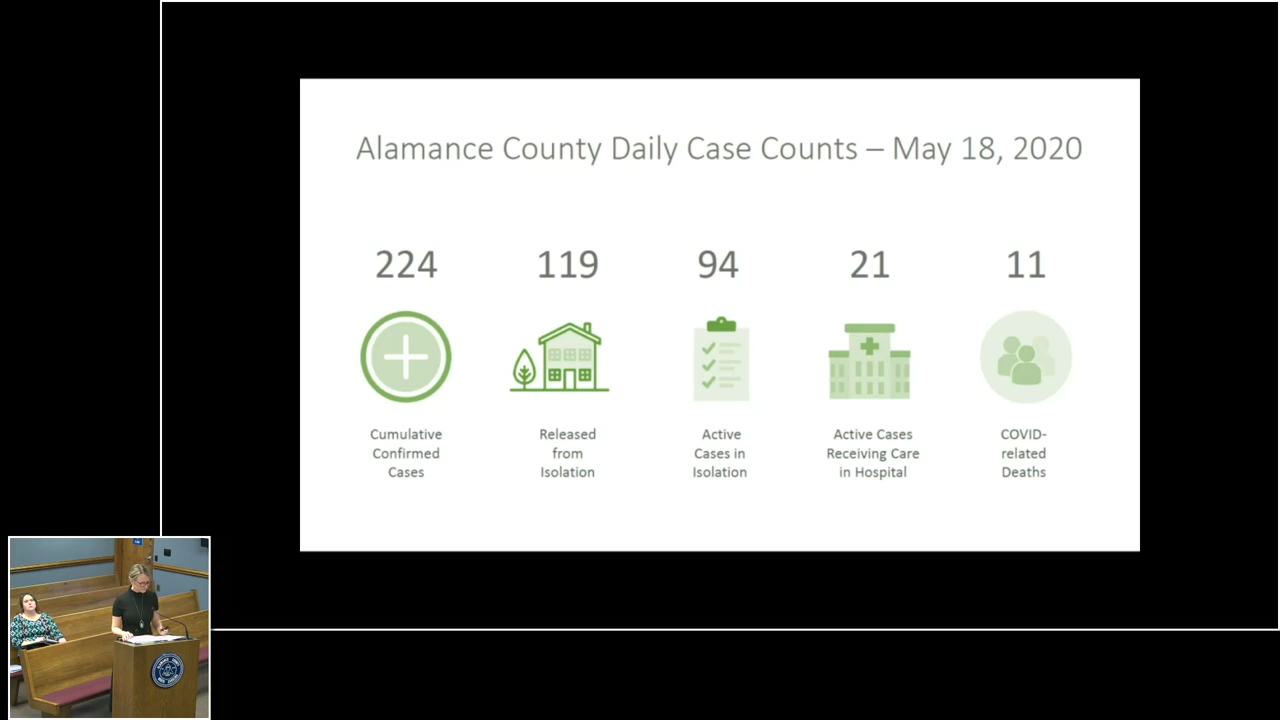 Alamance County Daily Case Counts – May 18, 2020
224 119 94 21 11
Cumulative
Confirmed
Cases
Released
from
Isolation
Active
Cases in
Isolation
Active Cases
Receiving Care
in Hospital
COVID-
related
Deaths